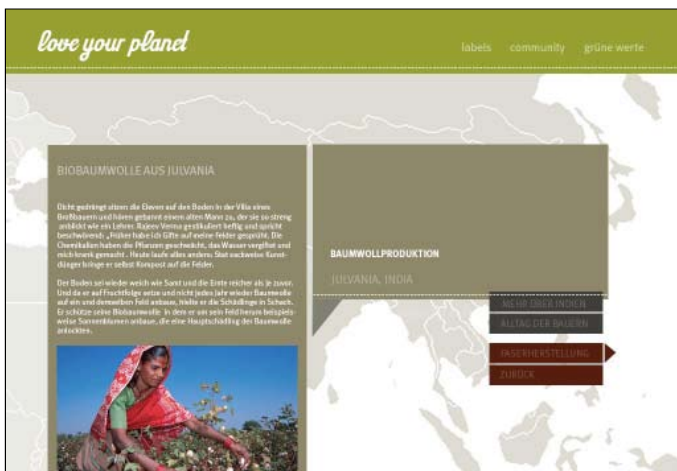 love your planet
labels community grüne werte
BIOBAUMWOLLE AUS JULVANIA
Dicht gedrängt sitzen die Eleven auf den Boden in der Villa eines
Großbauern und hören gebannt einem alten Mann zu, der sie so streng
anblickt wie ein Lehrer. Rajeev Verma gestikuliert heftig und spricht
beschwörend: „Früher habe ich Gifte auf meine Felder gesprüht. Die
Chemikalien haben die Pflanzen geschwächt, das Wasser vergiftet und
mich krank gemacht . Heute laufe alles anders. Stat sackweise Kunst-
dünger bringe er selbst Kompost auf die Felder.
Der Boden sei wieder weich wie Samt und die Ernte reicher als je zuvor.
Und da er auf Fruchtfolge setze und nicht jedes Jahr wieder Baumwolle
auf ein und demselben Feld anbaue, hielte er die Schädlinge in Schach.
Er schütze seine Biobaumwolle in dem er um sein Feld herum beispiels-
weise Sonnenblumen anbaue, die eine Hauptschädling der Baumwolle
anlockten.
BAUMWOLLPRODUKTION
JULVANIA, INDIA
MEHR ÜBER INDIEN
ALLTAG DER BAUERN
FASERHERSTELLUNG
ZURÜCK